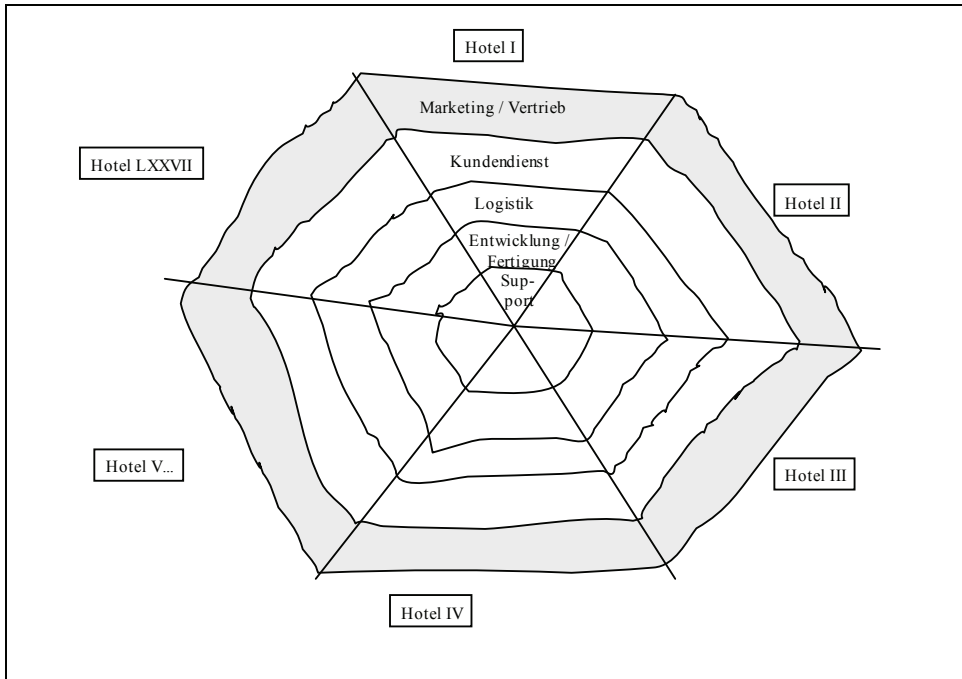 Hotel I
Marketing / Vertrieb
Hotel LXXVII
Kundendienst
Hotel II
Logistik
Entwicklung /
Fertigung
Sup-
port
Hotel V...
Hotel III
Hotel IV